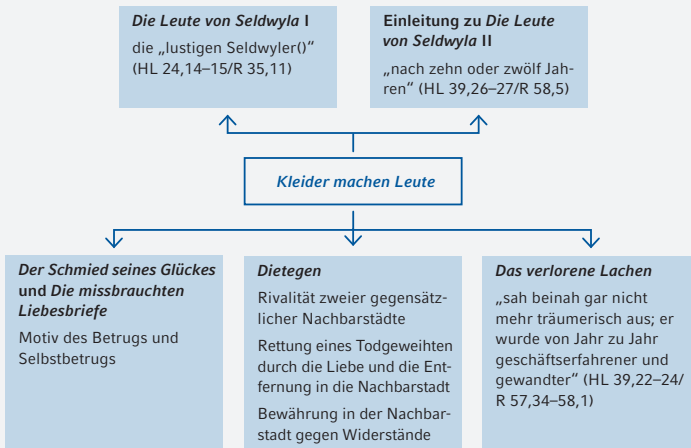 Die Leute von Seldwyla I
die „lustigen Seldwyler()”
(HL 24,14–15/R 35,11)
Einleitung zu Die Leute
von Seldwyla II
„nach zehn oder zwölf Jah-
ren” (HL 39,26–27/R 58,5)
Kleider machen Leute
Der Schmied seines Glückes
und Die missbrauchten
Liebesbriefe
Motiv des Betrugs und
Selbstbetrugs
Dietegen
Rivalität zweier gegensätz-
licher Nachbarstädte
Rettung eines Todgeweihten
durch die Liebe und die Ent-
fernung in die Nachbarstadt
Bewährung in der Nachbar-
stadt gegen Widerstände
Das verlorene Lachen
„sah beinah gar nicht
mehr träumerisch aus; er
wurde von Jahr zu Jahr
geschäftserfahrener und
gewandter” (HL 39,22–24/
R 57,34–58,1)